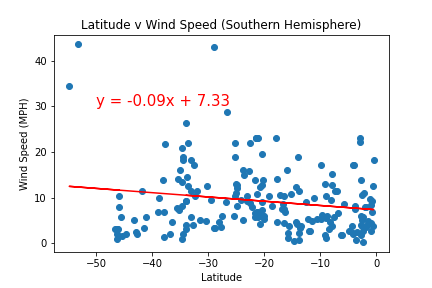 Latitude v Wind Speed (Southern Hemisphere)
40
30
20
10
0
Wind Speed (MPH)
y = -0.09x + 7.33
−50 −40 −30 −20 −10 0
Latitude